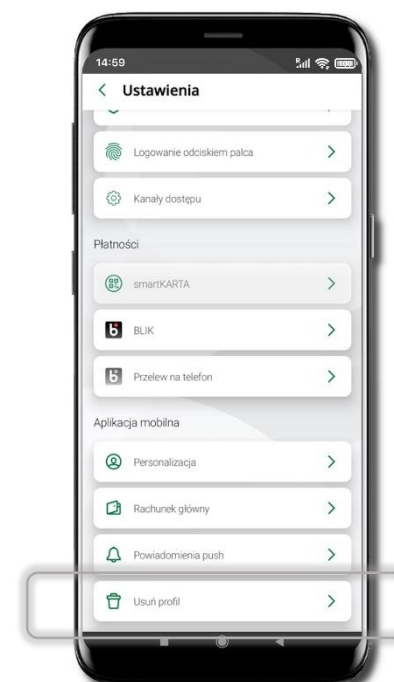 14:59
Ustawienia
Logowanie odciskiem palca
Kanały dostępu
Płatności
smartKARTA
BLIK
Przelew na telefon
Aplikacja mobilna
Personalizacja
Rachunek główny
Powiadomienia push
Usuń profil